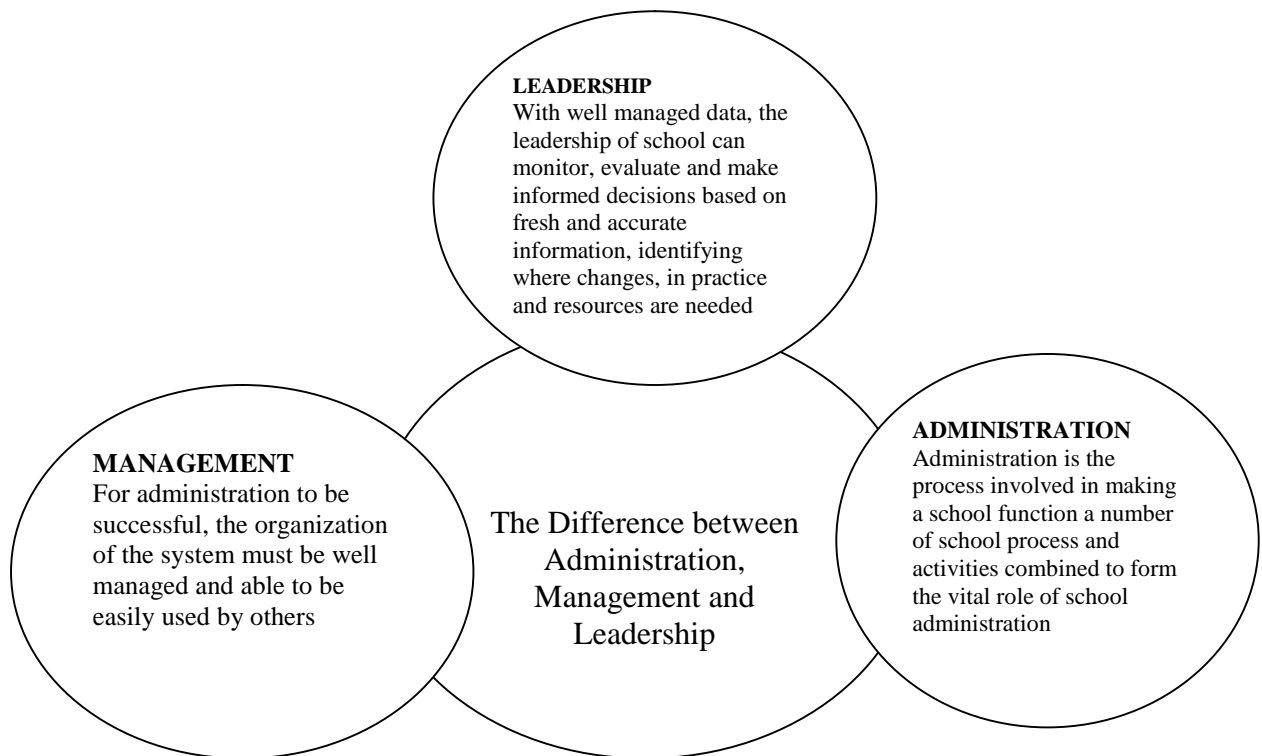 LEADERSHIP
With well managed data, the
leadership of school can
monitor, evaluate and make
informed decisions based on
fresh and accurate
information, identifying
where changes, in practice
and resources are needed
MANAGEMENT
For administration to be
successful, the organization
of the system must be well
managed and able to be
easily used by others
The Difference between
Administration,
Management and
Leadership
ADMINISTRATION
Administration is the
process involved in making
a school function a number
of school process and
activities combined to form
the vital role of school
administration